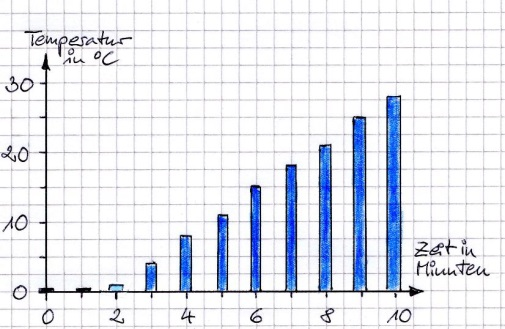 Temperatur
in °C
30
20
10
0
0 2 4 6 8 10
Zeit in
Minuten